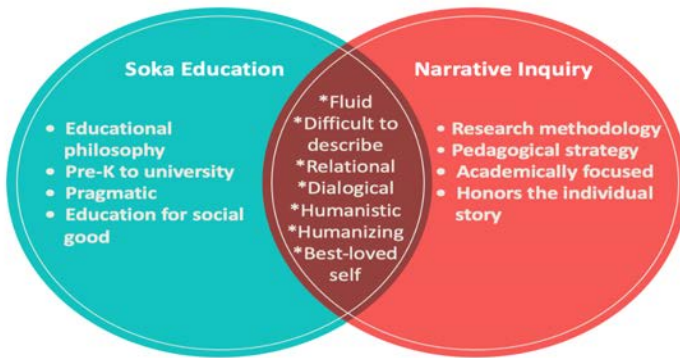 Soka Education
• Educational
philosophy
• Pre-K to university
• Pragmatic
• Education for social
good
*Fluid
*Difficult to
describe
*Relational
*Dialogical
*Humanistic
*Humanizing
*Best-loved
self
Narrative Inquiry
• Research methodology
• Pedagogical strategy
• Academically focused
• Honors the individual
story